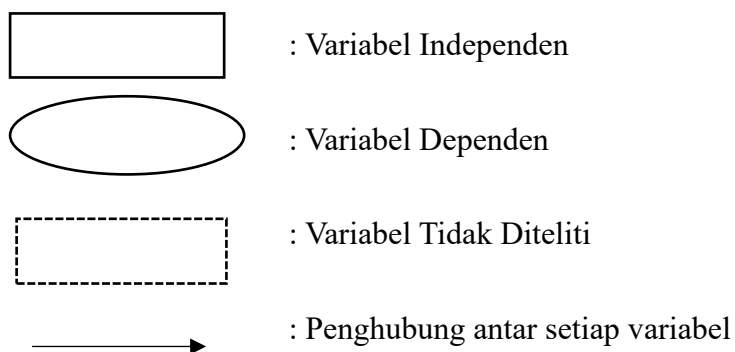 : Variabel Independen
: Variabel Dependen
: Variabel Tidak Diteliti
: Penghubung antar setiap variabel